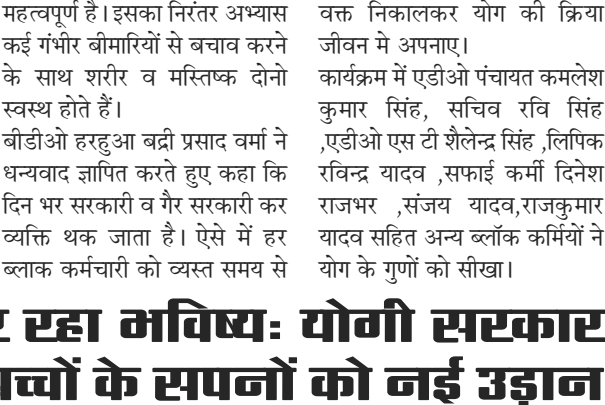 महत्वपूर्ण है। इसका निरंतर अभ्यास
कई गंभीर बीमारियों से बचाव करने
के साथ शरीर व मस्तिष्क दोनो
स्वस्थ होते हैं।
बीडीओ हरहुआ बद्री प्रसाद वर्मा ने
धन्यवाद ज्ञापित करते हुए कहा कि
दिन भर सरकारी व गैर सरकारी कर
व्यक्ति थक जाता है। ऐसे में हर
ब्लाक कर्मचारी को व्यस्त समय से
वक्त निकालकर योग की क्रिया
जीवन मे अपनाए।
कार्यक्रम में एडीओ पंचायत कमलेश
कुमार सिंह, सचिव रवि सिंह
,एडीओ एस टी शैलेन्द्र सिंह ,लिपिक
रविन्द्र यादव ,सफाई कर्मी दिनेश
राजभर ,संजय यादव,राजकुमार
यादव सहित अन्य ब्लॉक कर्मियों ने
योग के गुणों को सीखा।
रहा भविष्य: योगी सरकार
के सपनों को नई उड़ान